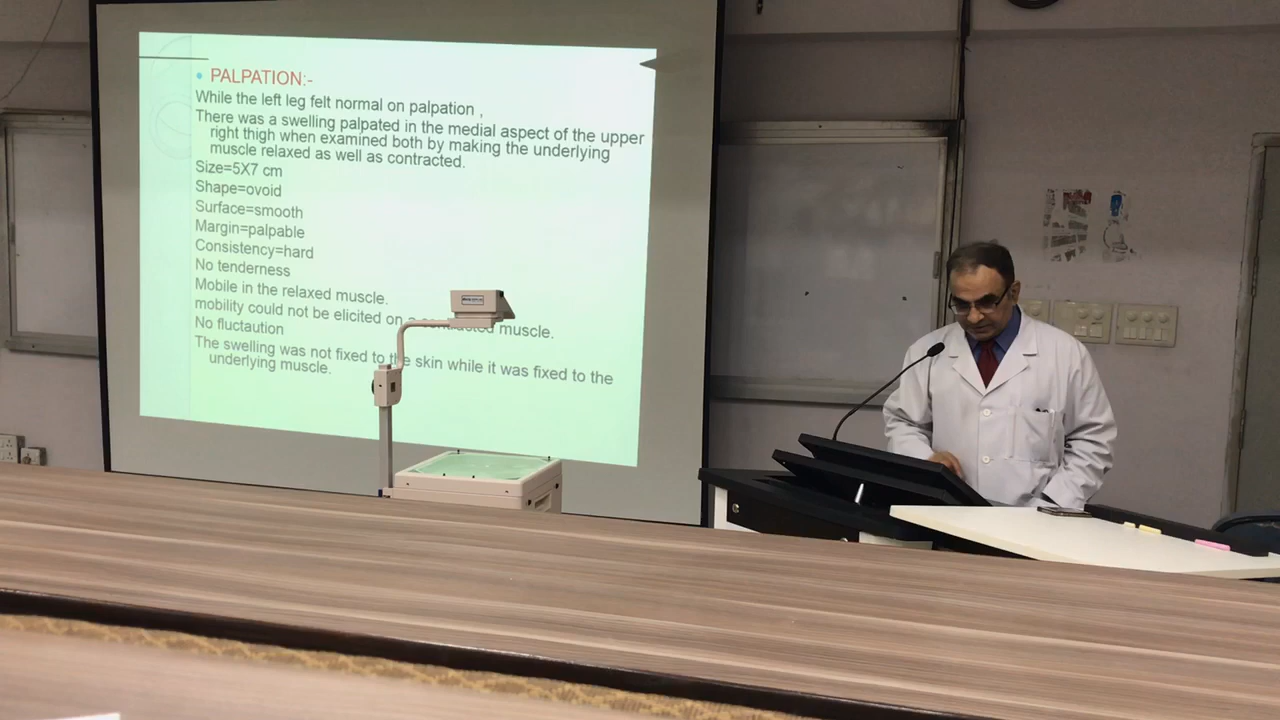 PALPATION:-
While the left leg felt normal on palpation ,
There was a swelling palpated in the medial aspect of the upper
right thigh when examined both by making the underlying
muscle relaxed as well as contracted.
Size=5X7 cm
Shape=ovoid
Surface=smooth
Margin=palpable
Consistency=hard
No tenderness
Mobile in the relaxed muscle.
mobility could not be elicited on a contracted muscle.
No fluctaution
The swelling was not fixed to the skin while it was fixed to the
underlying muscle.